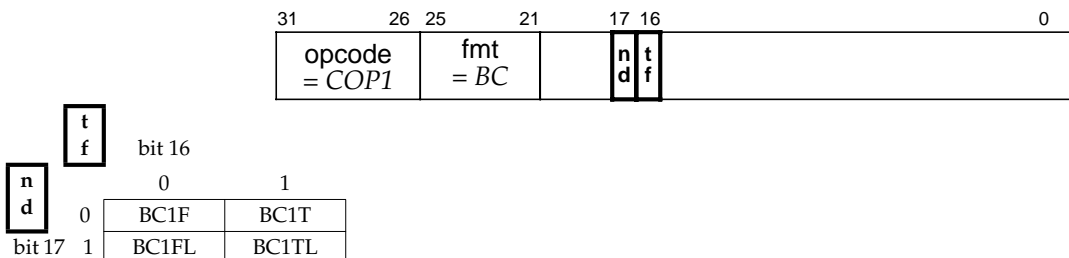 31 26 25 21 17 16 0
opcode fmt n t
= COP1 = BC d f
t
f bit 16
n 0 1
d 0 BC1F BC1T
bit 17 1 BC1FL BC1TL